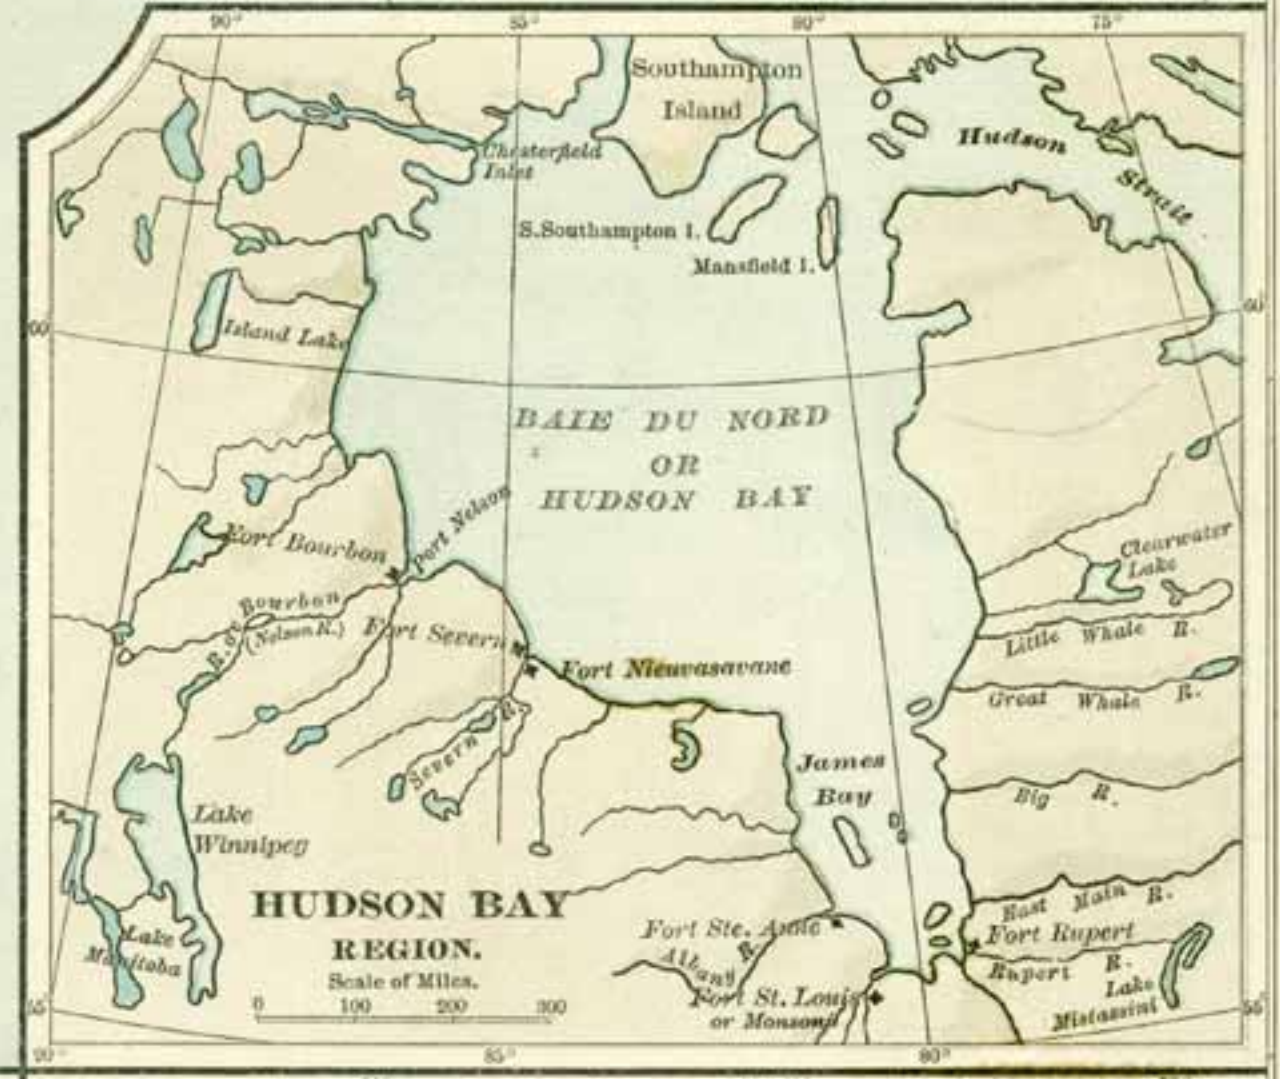 90°
85°
80°
75°
Southampton
Island
Hudson
Strait
Chesterfield
Inlet
S. Southampton I.
Mansfield I.
60
60
Island Lake
BAIE DU NORD
OR
HUDSON BAY
Port Nelson
Fort Bourbon
R. or Bourbon
(Nelson R.)
Fort Severn
Fort Nieuvasavane
Severn R.
Clearwater
Lake
Little Whale R.
Great Whale R.
James
Bay
Big R.
Lake
Winnipeg
East Main R.
Fort Rupert
Rupert R.
Lake
Mistassini
Fort Ste. Anne
Albany R.
Fort St. Louis
or Monsonil
Lake
Manitoba
HUDSON BAY
REGION.
Scale of Miles.
0 100 200 300
55
55
90°
85°
80°